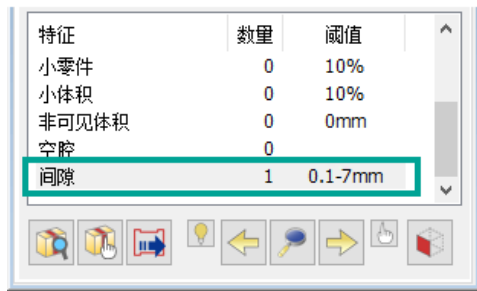 特征 数量 阈值
小零件 0 10%
小体积 0 10%
非可见体积 0 0mm
空腔 0
间隙 1 0.1-7mm